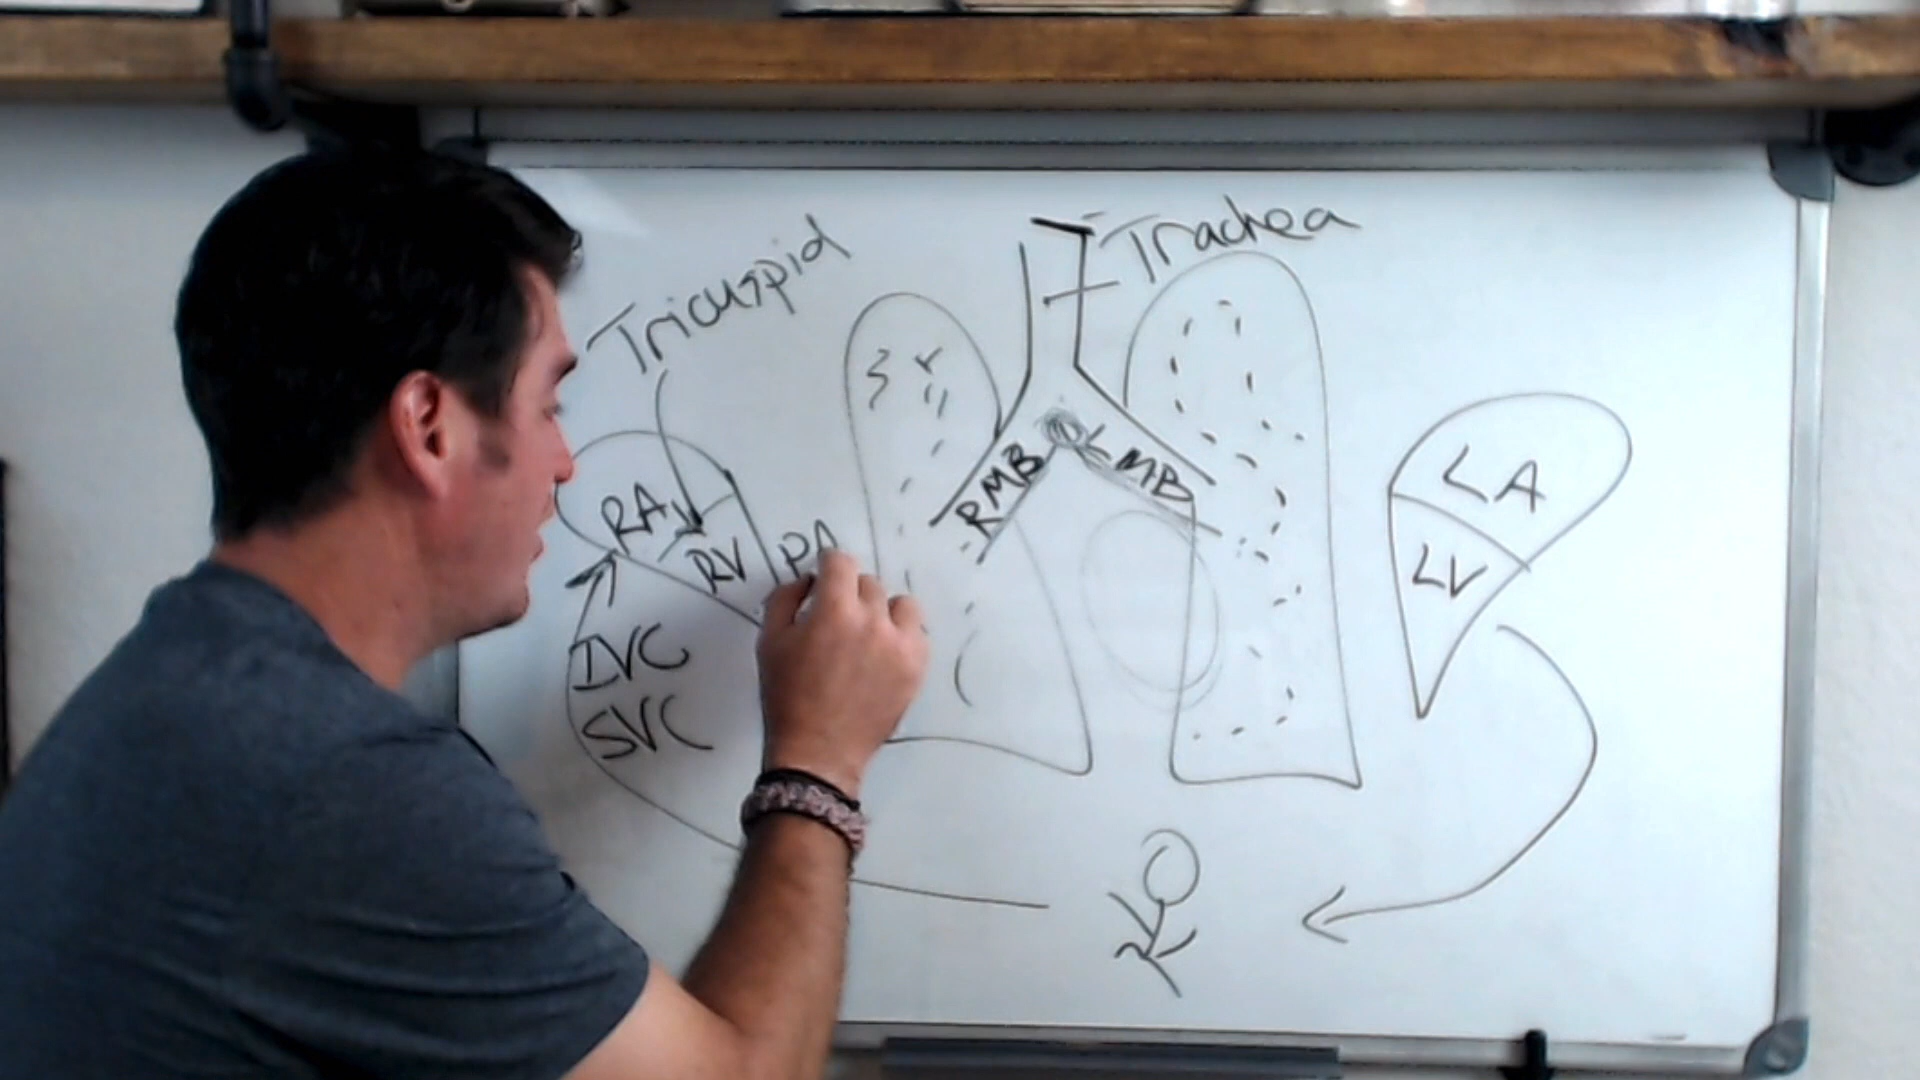 Tricuspid
Trachea
RMB
LMB
RA
RV
PA
LA
LV
IVC
SVC